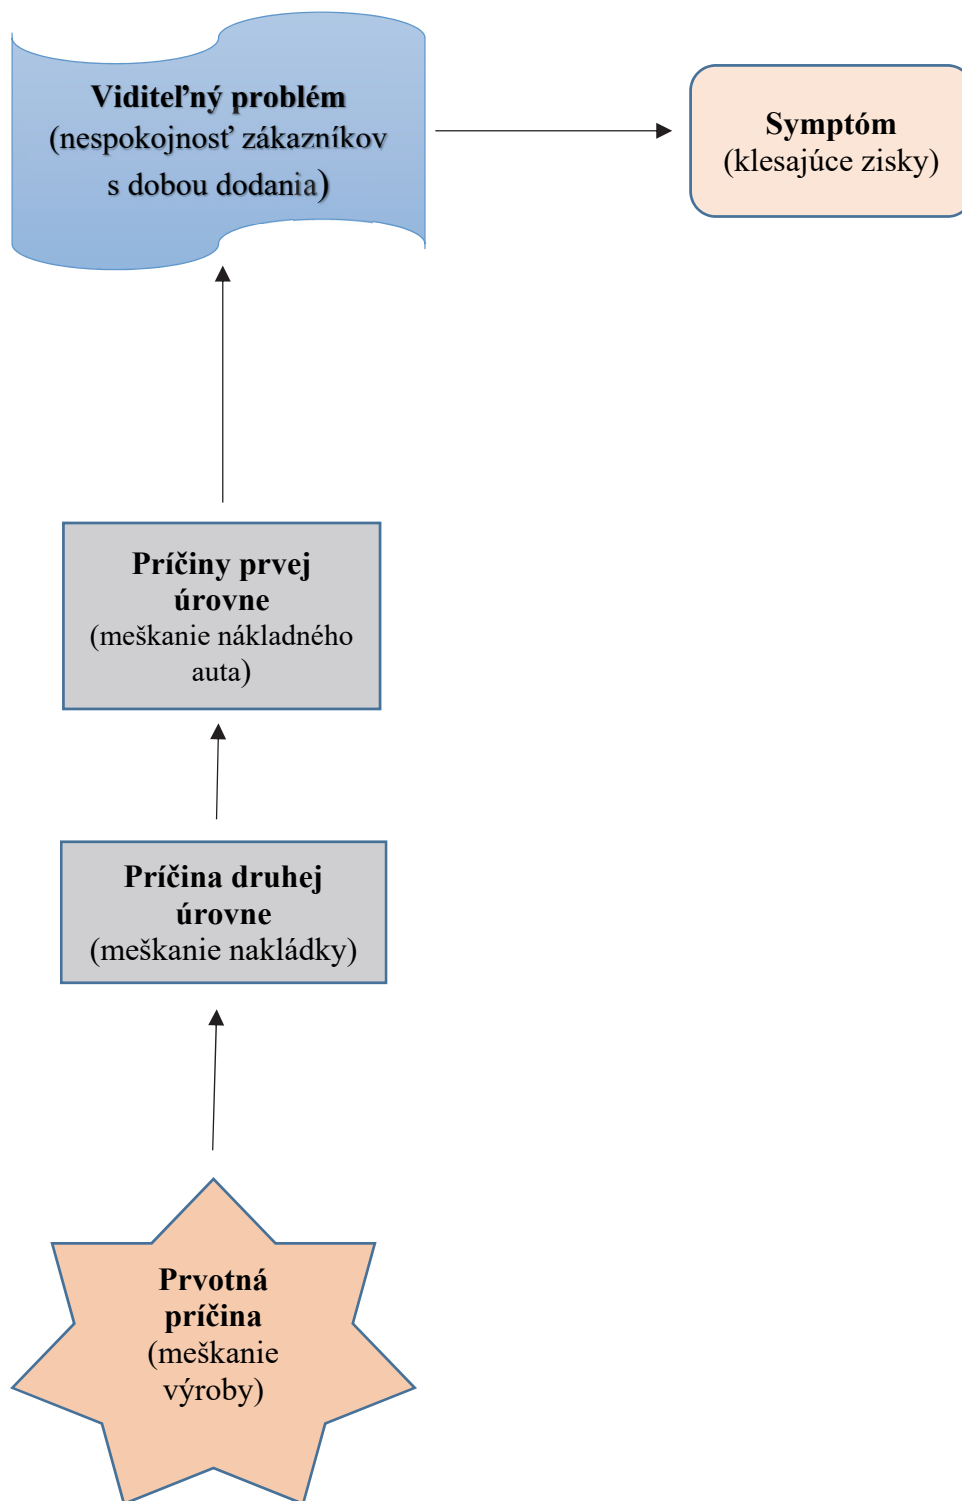 Viditeľný problém
(nespokojnosť zákazníkov
s dobou dodania)
Symptóm
(klesajúce zisky)
Príčiny prvej
úrovne
(meškanie nákladného
auta)
Príčina druhej
úrovne
(meškanie nakládky)
Prvotná
príčina
(meškanie
výroby)